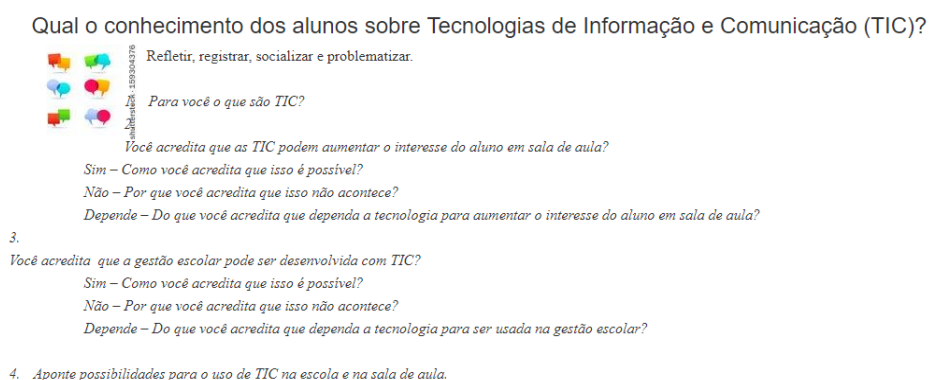 Qual o conhecimento dos alunos sobre Tecnologias de Informação e Comunicação (TIC)?
Refletir, registrar, socializar e problematizar.
shutterstock · 159304376
1. Para você o que são TIC?
2.
Você acredita que as TIC podem aumentar o interesse do aluno em sala de aula?
Sim – Como você acredita que isso é possível?
Não – Por que você acredita que isso não acontece?
Depende – Do que você acredita que dependa a tecnologia para aumentar o interesse do aluno em sala de aula?
3.
Você acredita que a gestão escolar pode ser desenvolvida com TIC?
Sim – Como você acredita que isso é possível?
Não – Por que você acredita que isso não acontece?
Depende – Do que você acredita que dependa a tecnologia para ser usada na gestão escolar?
4. Aponte possibilidades para o uso de TIC na escola e na sala de aula.